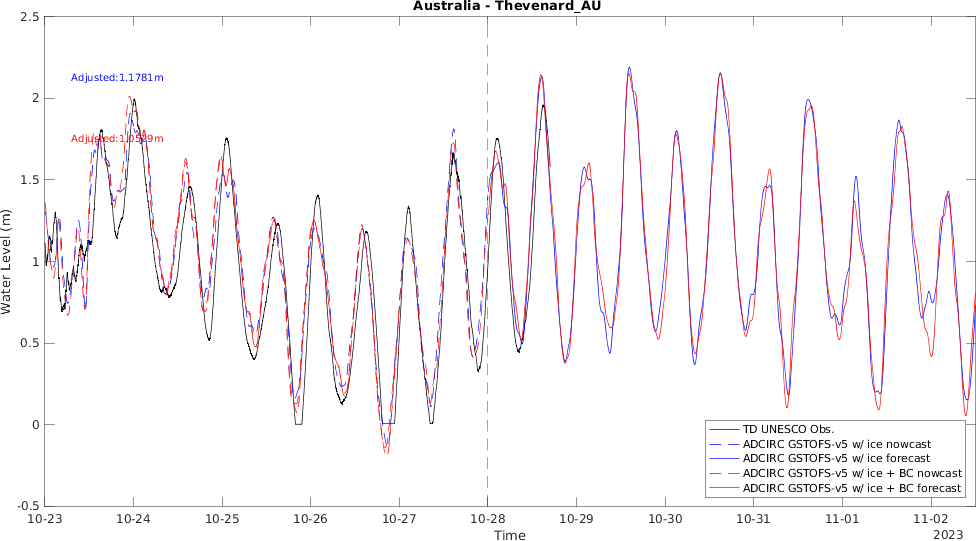 Australia - Thevenard_AU
2.5
2
1.5
1
0.5
0
-0.5
Water Level (m)
Adjusted:1.1781m
Adjusted:1.0529m
TD UNESCO Obs.
ADCIRC GSTOFS-v5 w/ ice nowcast
ADCIRC GSTOFS-v5 w/ ice forecast
ADCIRC GSTOFS-v5 w/ ice + BC nowcast
ADCIRC GSTOFS-v5 w/ ice + BC forecast
10-23 10-24 10-25 10-26 10-27 10-28 10-29 10-30 10-31 11-01 11-02
Time
2023